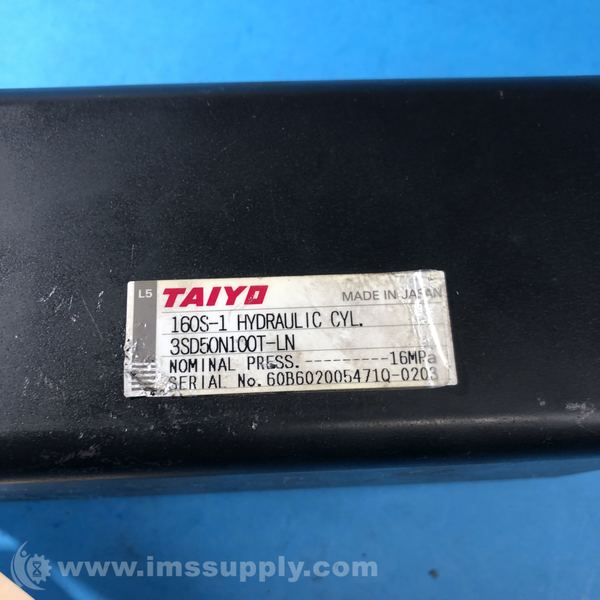 L5
TAIYO
MADE IN JAPAN
160S-1 HYDRAULIC CYL.
3SD50N100T-LN
NOMINAL PRESS.----------16MPa
SERIAL No.60B602005471Q-0203
www.imssupply.com